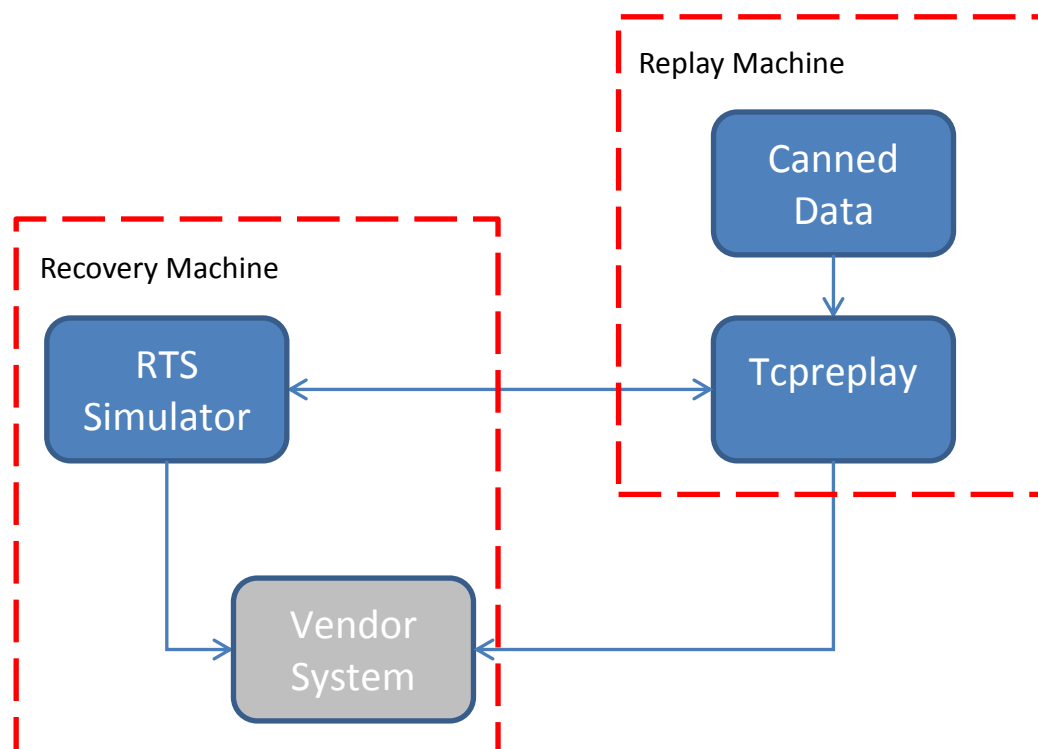 Replay Machine
Canned
Data
Recovery Machine
RTS
Simulator
Tcpreplay
Vendor
System